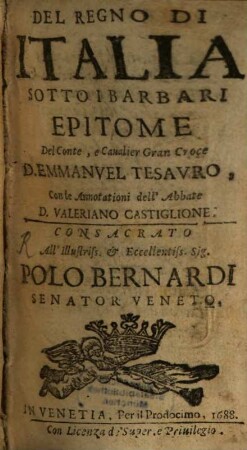 DEL REGNO DI
ITALIA
SOTTO I BARBARI
EPITOME
Del Conte, e Caualier Gran Croce
D. EMMANVEL TESAVRO,
Con le Annotationi dell' Abbate
D. VALERIANO CASTIGLIONE.
CONSACRATO
All' Illustriss. & Eccellentiss. Sig.
POLO BERNARDI
SENATOR VENETO,
IN VENETIA. Per il Prodocimo, 1688.
Con Licenza d' Super. e Priuilegio.